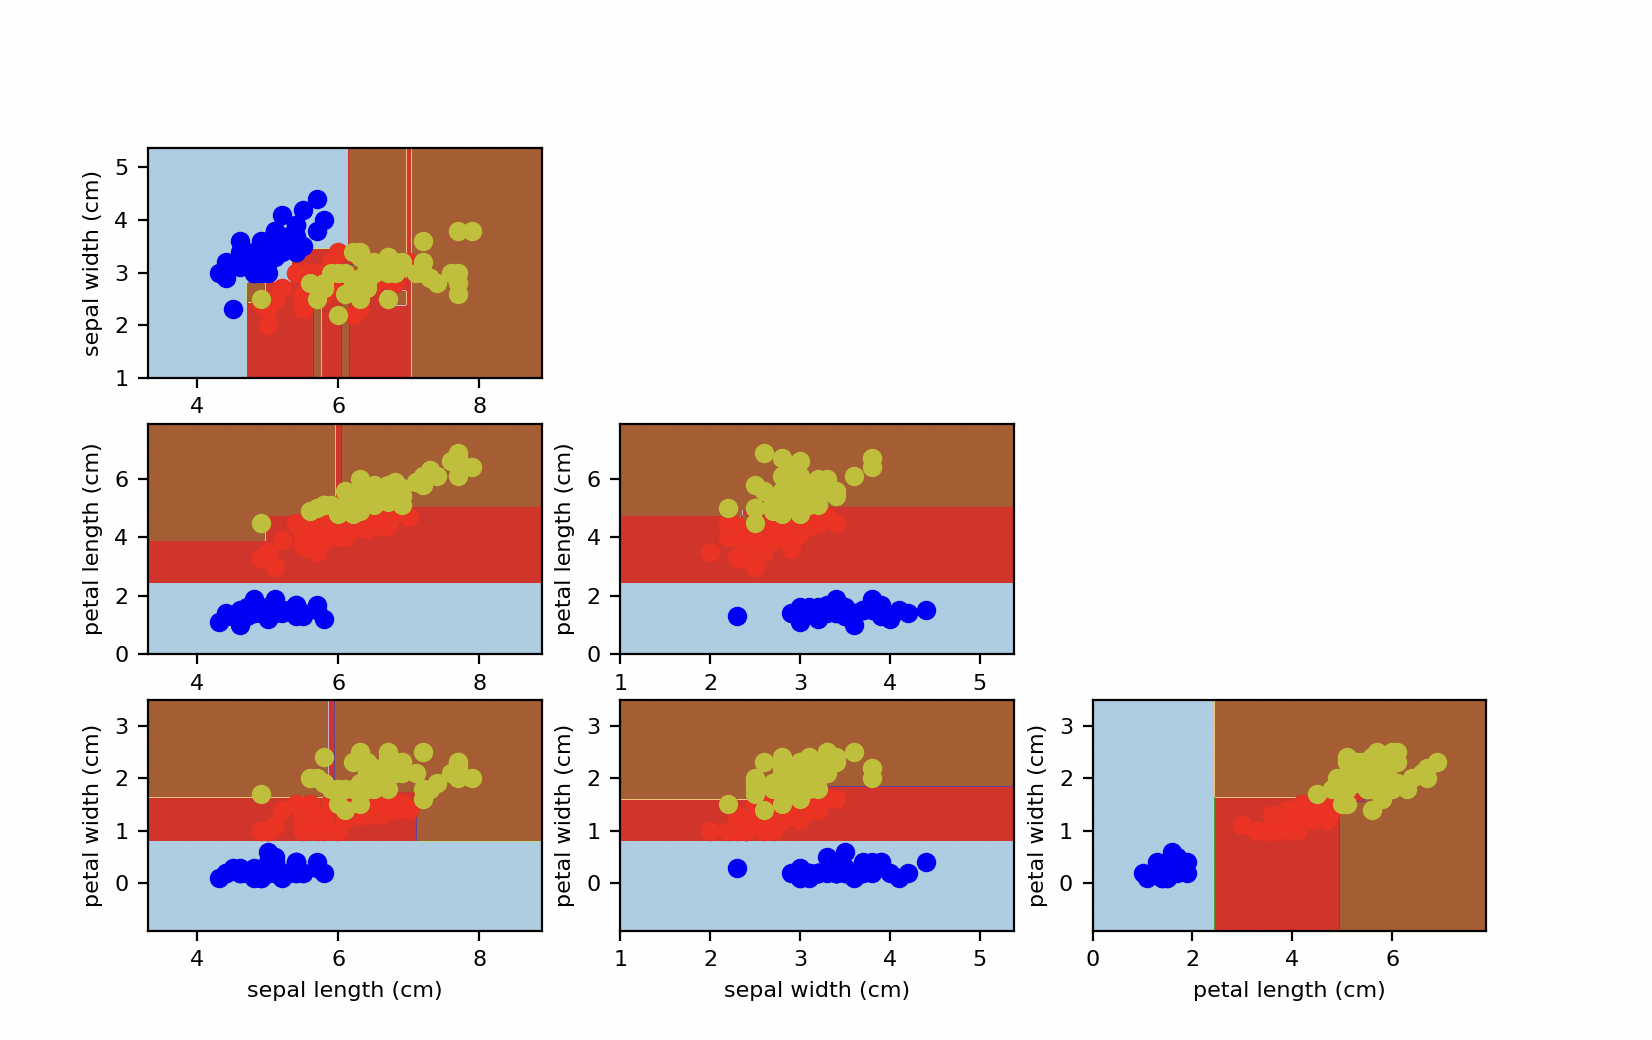 sepal width (cm)
5
4
3
2
1
4 6 8
petal length (cm)
6
4
2
0
4 6 8
petal length (cm)
6
4
2
0
1 2 3 4 5
petal width (cm)
3
2
1
0
4 6 8
sepal length (cm)
petal width (cm)
3
2
1
0
1 2 3 4 5
sepal width (cm)
petal width (cm)
3
2
1
0
0 2 4 6
petal length (cm)